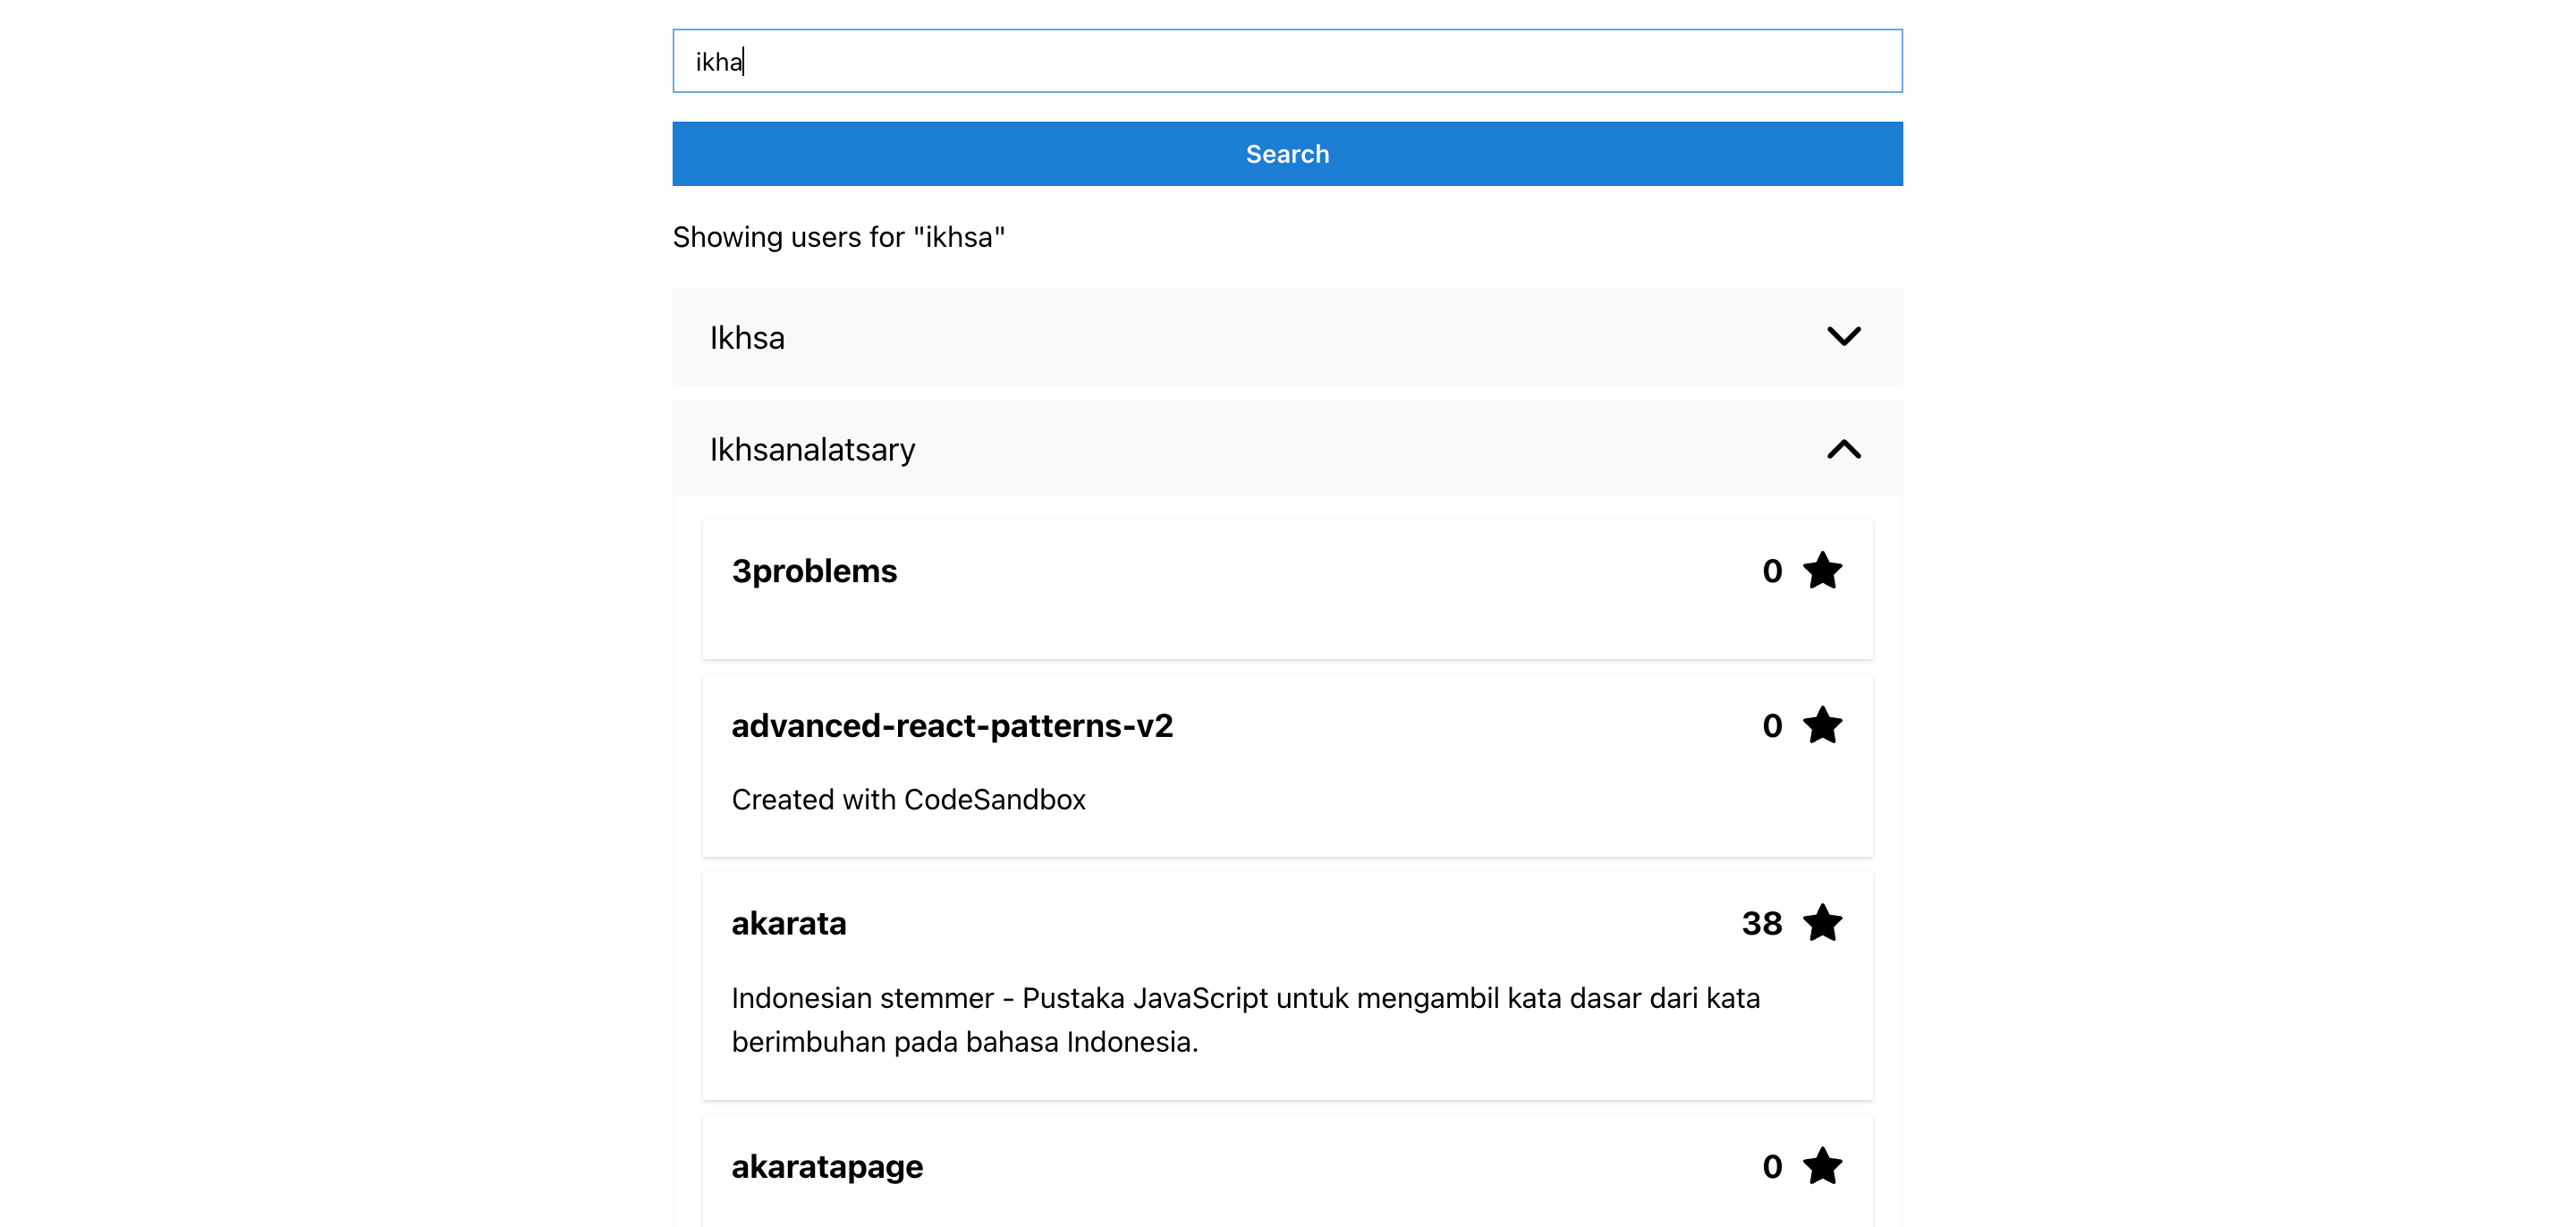 ikha
Search
Showing users for "ikhsa"
Ikhsa
Ikhsanalatsary
3problems 0
advanced-react-patterns-v2 0
Created with CodeSandbox
akarata 38
Indonesian stemmer - Pustaka JavaScript untuk mengambil kata dasar dari kata
berimbuhan pada bahasa Indonesia.
akaratapage 0